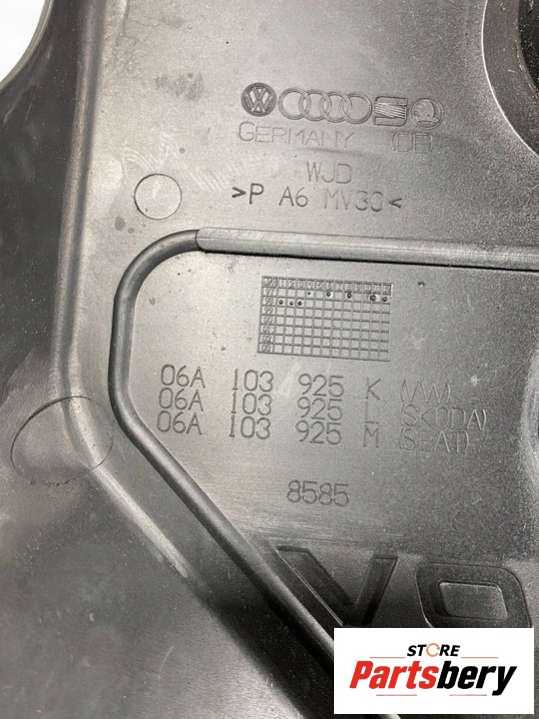 GERMANY
WJD
>P A6 MV30<
06A 103 925 K (VW)
06A 103 925 L (SKODA)
06A 103 925 M (SEAT)
8585
STORE
Partsbery